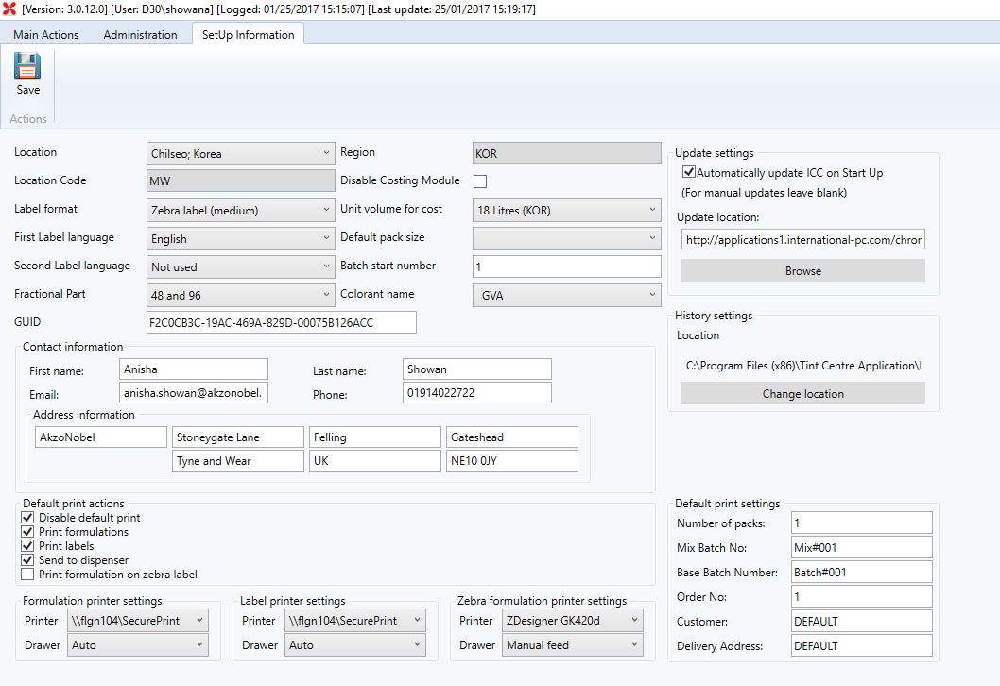 [Version: 3.0.12.0] [User: D30\showana] [Logged: 01/25/2017 15:15:07] [Last update: 25/01/2017 15:19:17]
Main Actions Administration SetUp Information
Save
Actions
Location Chilseo; Korea Region KOR
Location Code MW Disable Costing Module
Label format Zebra label (medium) Unit volume for cost 18 Litres (KOR)
First Label language English Default pack size
Second Label language Not used Batch start number 1
Fractional Part 48 and 96 Colorant name GVA
GUID F2C0CB3C-19AC-469A-829D-00075B126ACC
Update settings
Automatically update ICC on Start Up
(For manual updates leave blank)
Update location:
http://applications1.international-pc.com/chron
Browse
History settings
Location
C:\Program Files (x86)\Tint Centre Application\
Change location
Contact information
First name: Anisha Last name: Showan
Email: anisha.showan@akzonobel. Phone: 01914022722
Address information
AkzoNobel Stoneygate Lane Felling Gateshead
Tyne and Wear UK NE10 0JY
Default print actions
Disable default print
Print formulations
Print labels
Send to dispenser
Print formulation on zebra label
Default print settings
Number of packs: 1
Mix Batch No: Mix#001
Base Batch Number: Batch#001
Order No: 1
Customer: DEFAULT
Delivery Address: DEFAULT
Formulation printer settings
Printer \\flgn104\SecurePrint
Drawer Auto
Label printer settings
Printer \\flgn104\SecurePrint
Drawer Auto
Zebra formulation printer settings
Printer ZDesigner GK420d
Drawer Manual feed